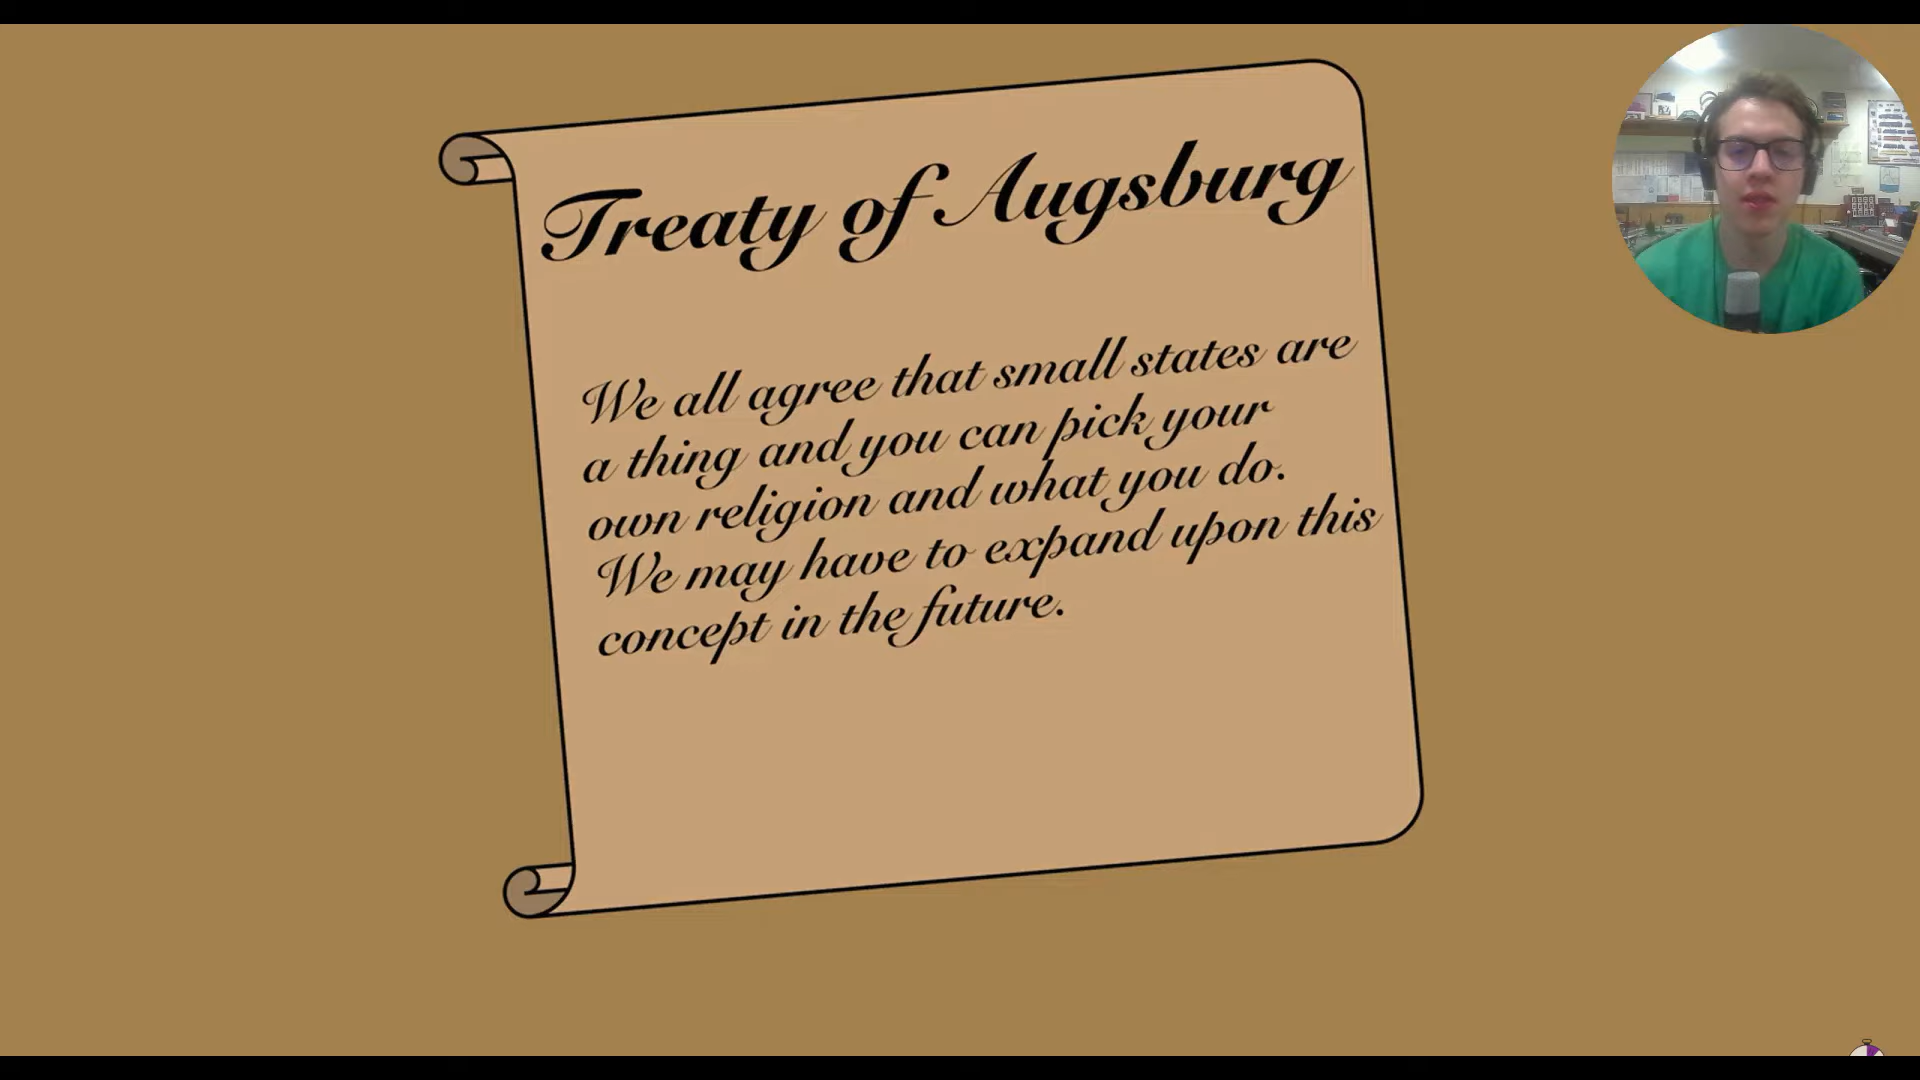 Treaty of Augsburg
We all agree that small states are
a thing and you can pick your
own religion and what you do.
We may have to expand upon this
concept in the future.